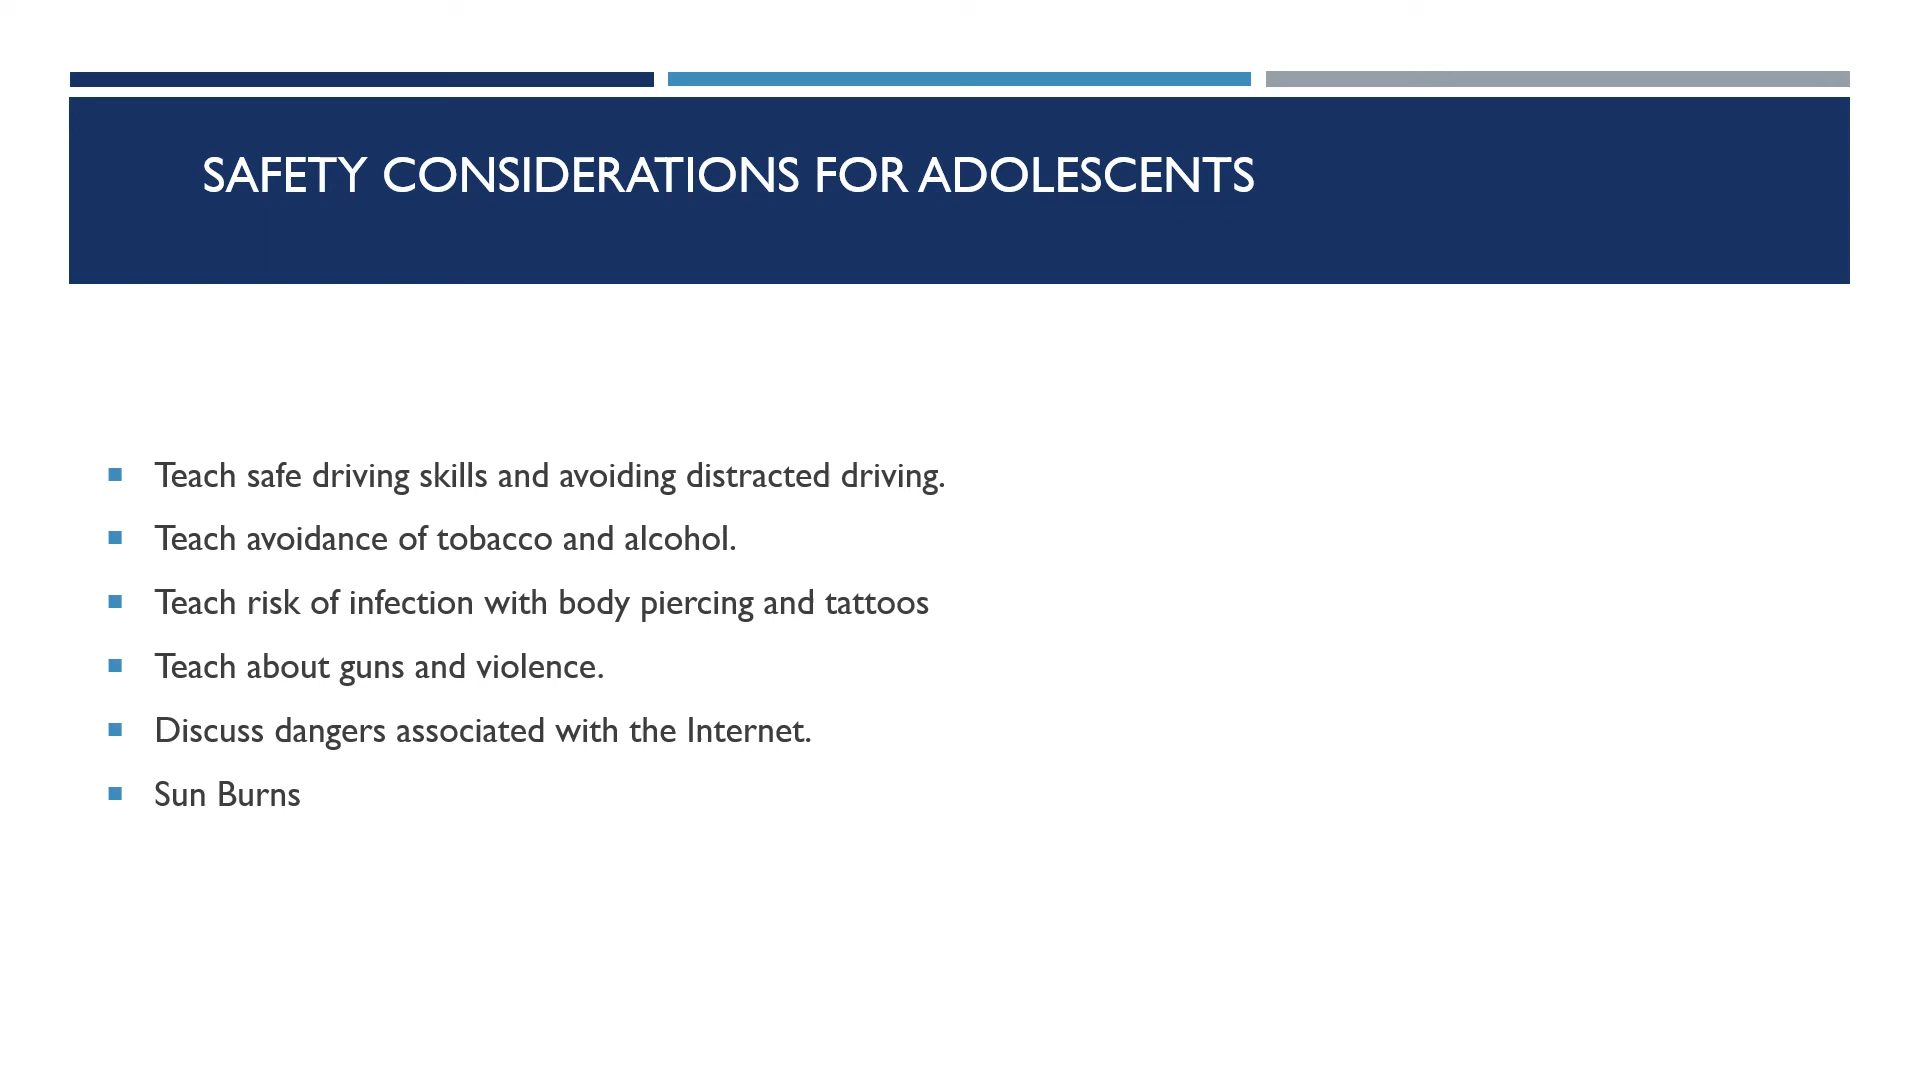 SAFETY CONSIDERATIONS FOR ADOLESCENTS
Teach safe driving skills and avoiding distracted driving.
Teach avoidance of tobacco and alcohol.
Teach risk of infection with body piercing and tattoos
Teach about guns and violence.
Discuss dangers associated with the Internet.
Sun Burns